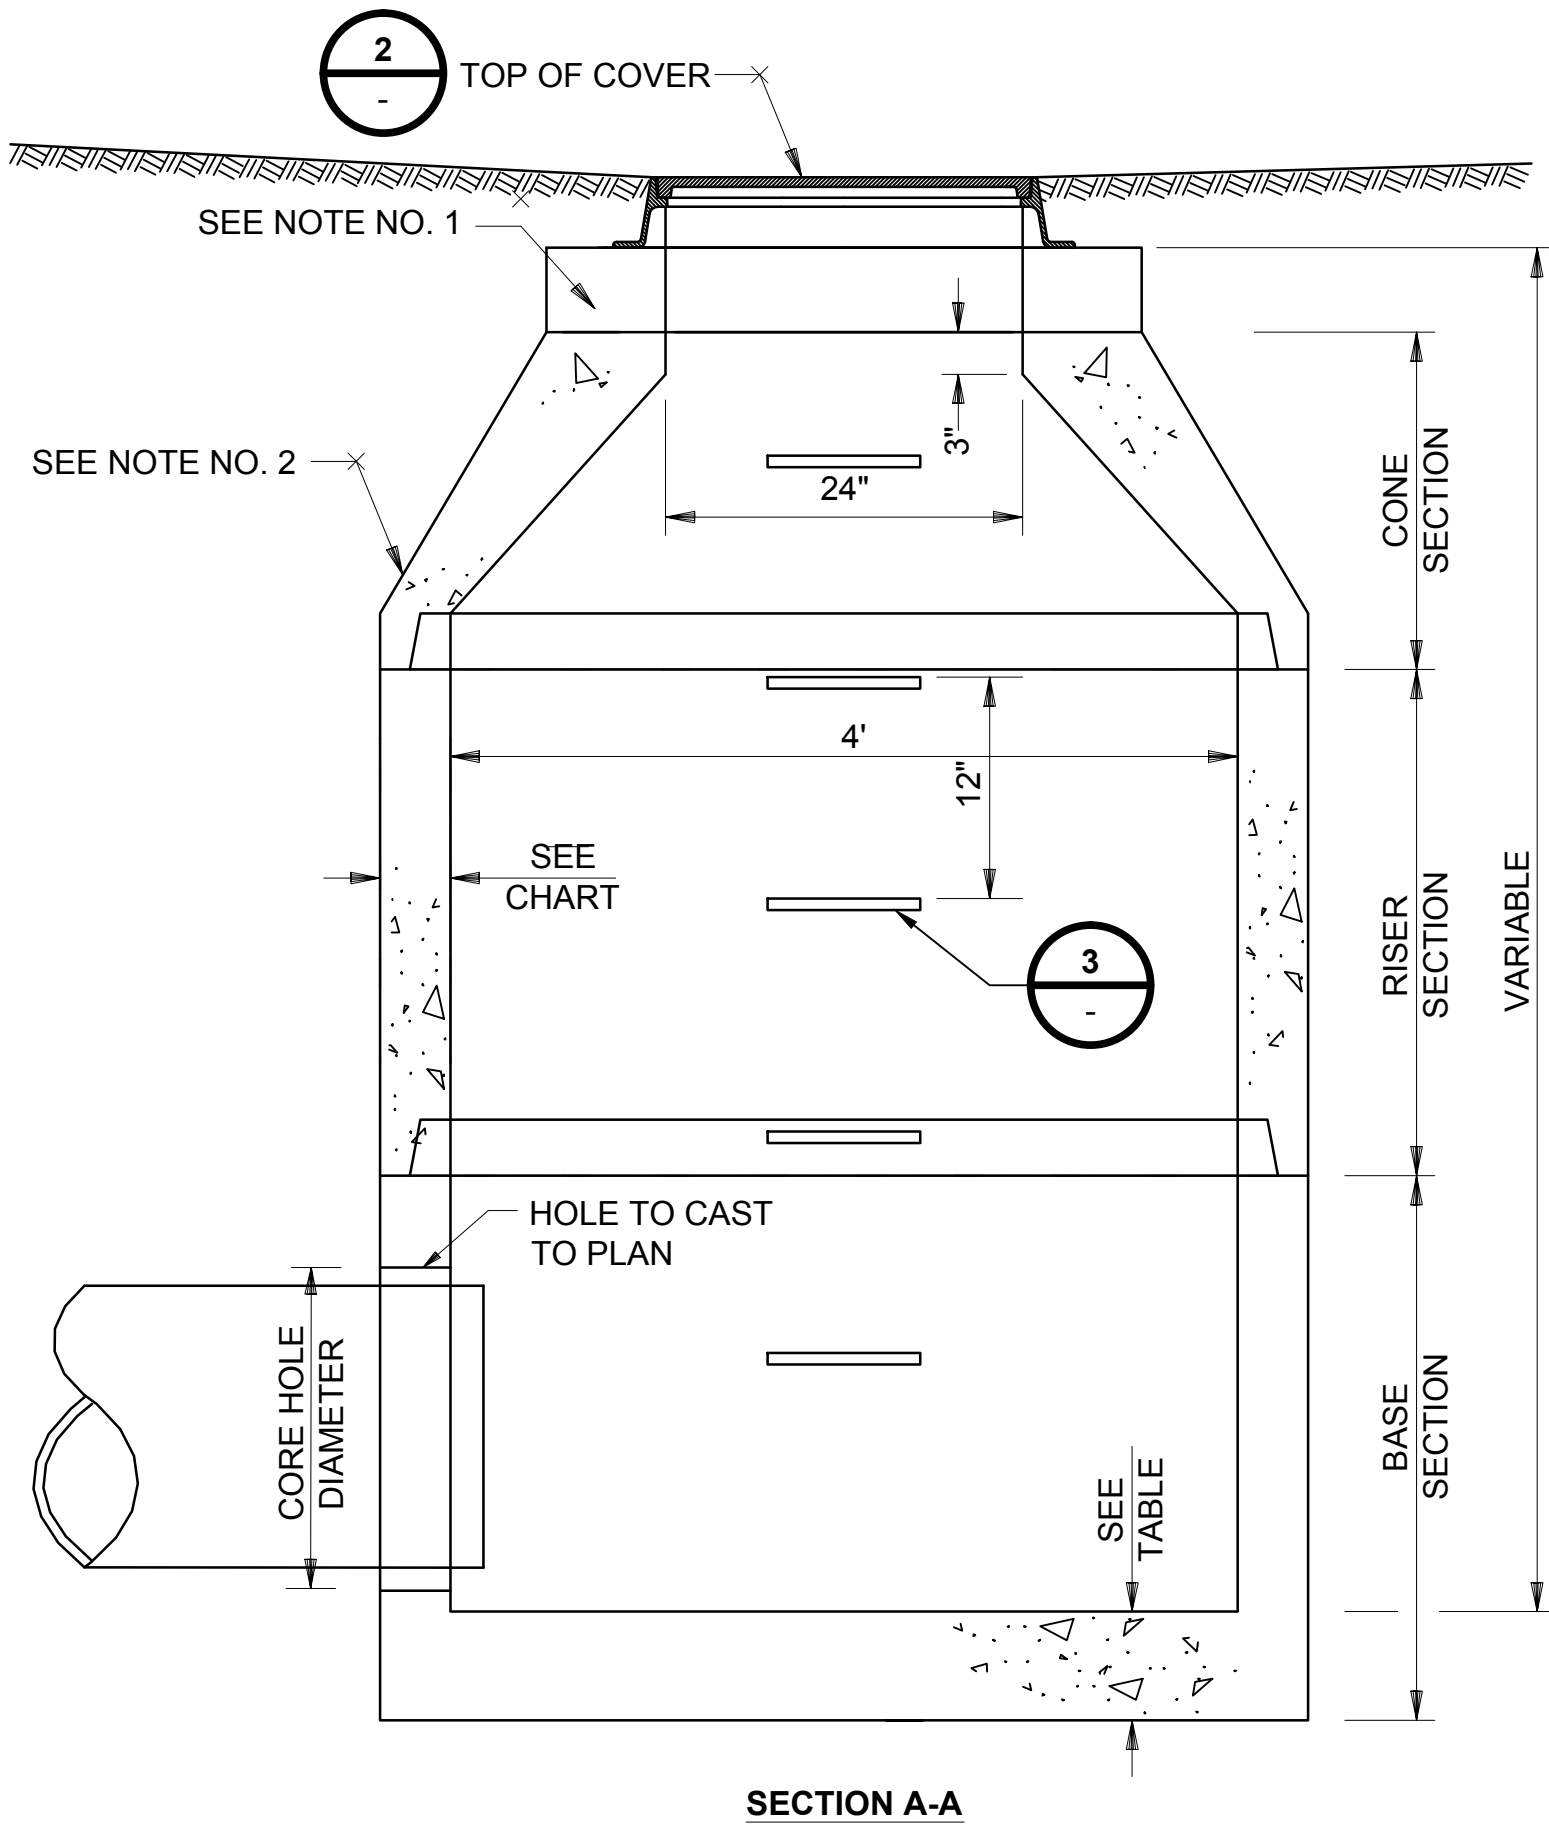 2
-
TOP OF COVER
SEE NOTE NO. 1
3"
SEE NOTE NO. 2
24"
CONE
SECTION
4'
12"
SEE
CHART
3
-
RISER
SECTION
VARIABLE
HOLE TO CAST
TO PLAN
CORE HOLE
DIAMETER
BASE
SECTION
SEE
TABLE
SECTION A-A